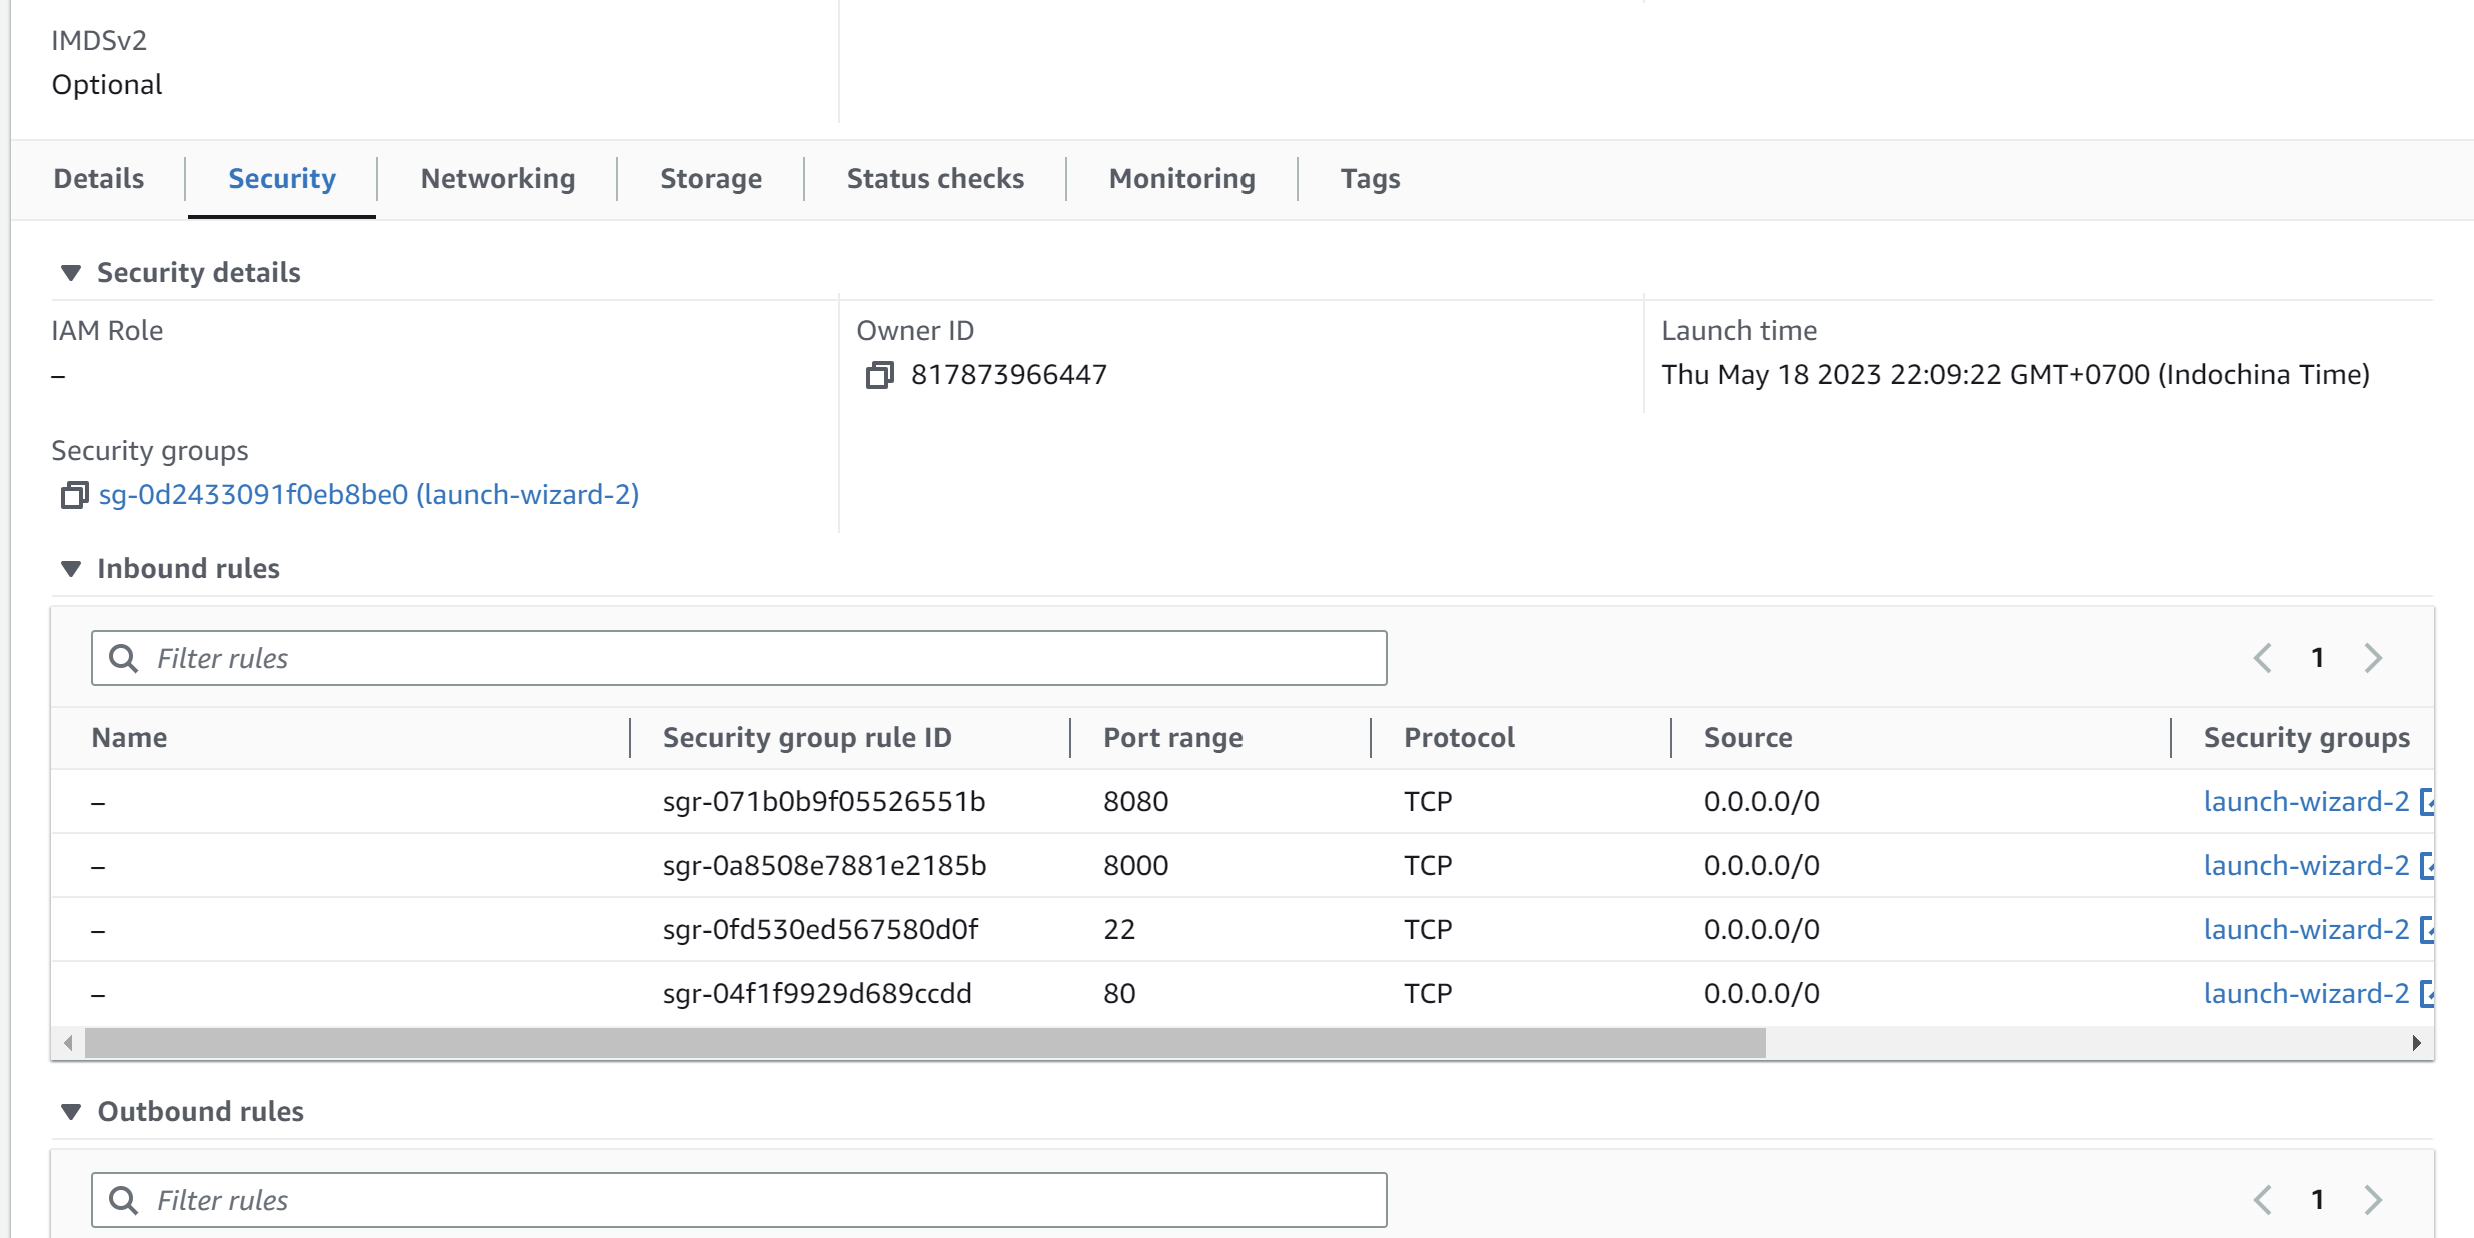 IMDSv2
Optional
Details Security Networking Storage Status checks Monitoring Tags
Security details
IAM Role Owner ID Launch time
– 817873966447 Thu May 18 2023 22:09:22 GMT+0700 (Indochina Time)
Security groups
sg-0d2433091f0eb8be0 (launch-wizard-2)
Inbound rules
Filter rules 1
Name Security group rule ID Port range Protocol Source Security groups
– sgr-071b0b9f05526551b 8080 TCP 0.0.0.0/0 launch-wizard-2
– sgr-0a8508e7881e2185b 8000 TCP 0.0.0.0/0 launch-wizard-2
– sgr-0fd530ed567580d0f 22 TCP 0.0.0.0/0 launch-wizard-2
– sgr-04f1f9929d689ccdd 80 TCP 0.0.0.0/0 launch-wizard-2
Outbound rules
Filter rules 1